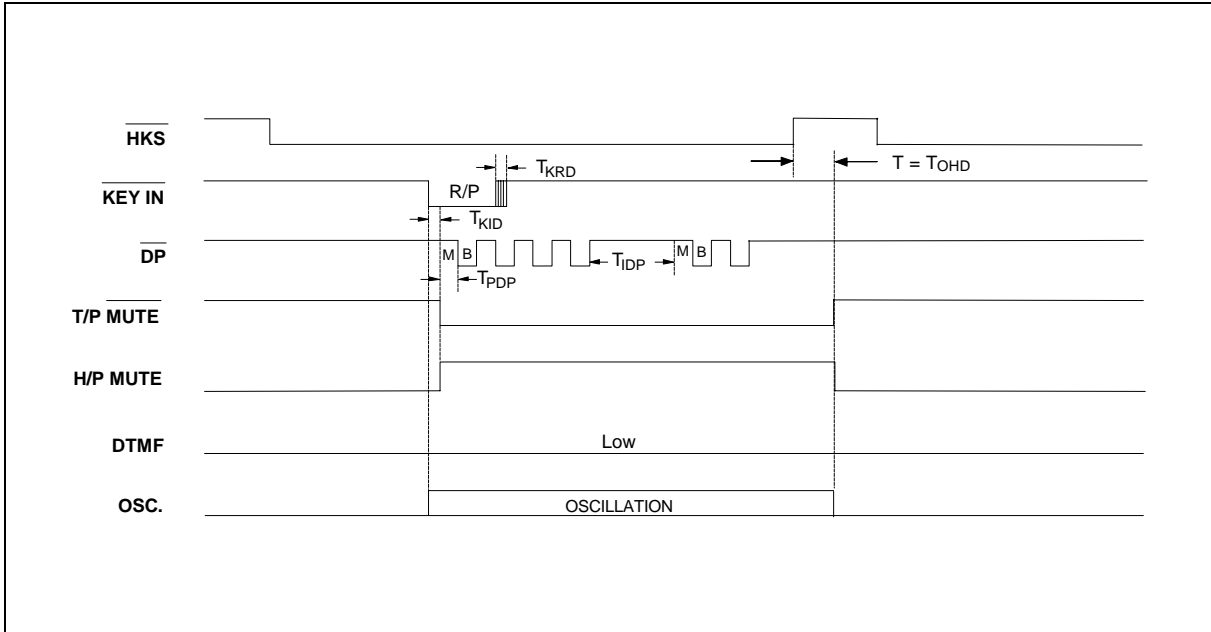 HKS
T = TOHD
TKRD
KEY IN
R/P
TKID
DP
M B
TIDP
M B
TPDP
T/P MUTE
H/P MUTE
DTMF
Low
OSC.
OSCILLATION